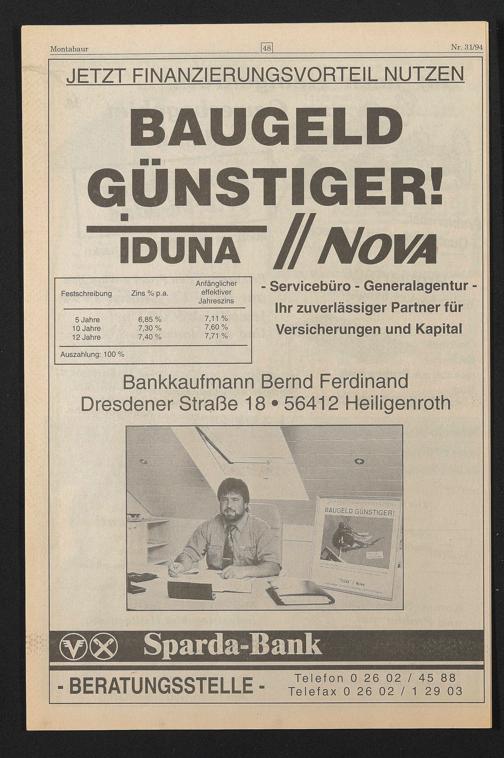 Montabaur 48 Nr. 31/94
JETZT FINANZIERUNGSVORTEIL NUTZEN
BAUGELD
GÜNSTIGER!
IDUNA // NOVA
Festschreibung Zins % p.a. Anfänglicher effektiver Jahreszins
5 Jahre 6,85 % 7,11 %
10 Jahre 7,30 % 7,60 %
12 Jahre 7,40 % 7,71 %
Auszahlung: 100 %
- Servicebüro - Generalagentur -
Ihr zuverlässiger Partner für
Versicherungen und Kapital
Bankkaufmann Bernd Ferdinand
Dresdener Straße 18 • 56412 Heiligenroth
BAUGELD GÜNSTIGER!
IDUNA // NOVA
Sparda-Bank
- BERATUNGSSTELLE -
Telefon 0 26 02 / 45 88
Telefax 0 26 02 / 1 29 03